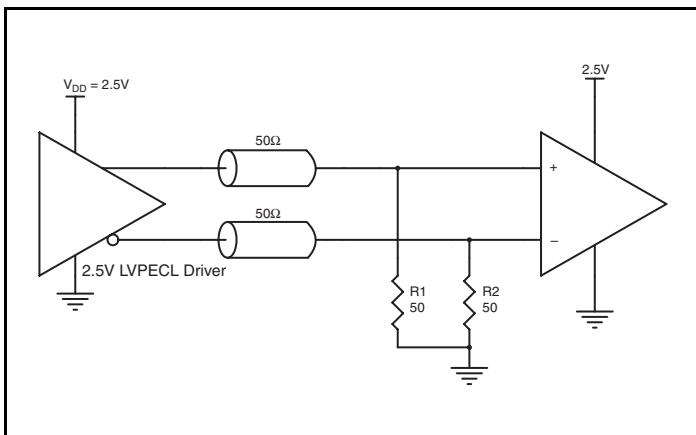 V_DD = 2.5V
2.5V
50Ω
50Ω
+
–
2.5V LVPECL Driver
R1
50
R2
50